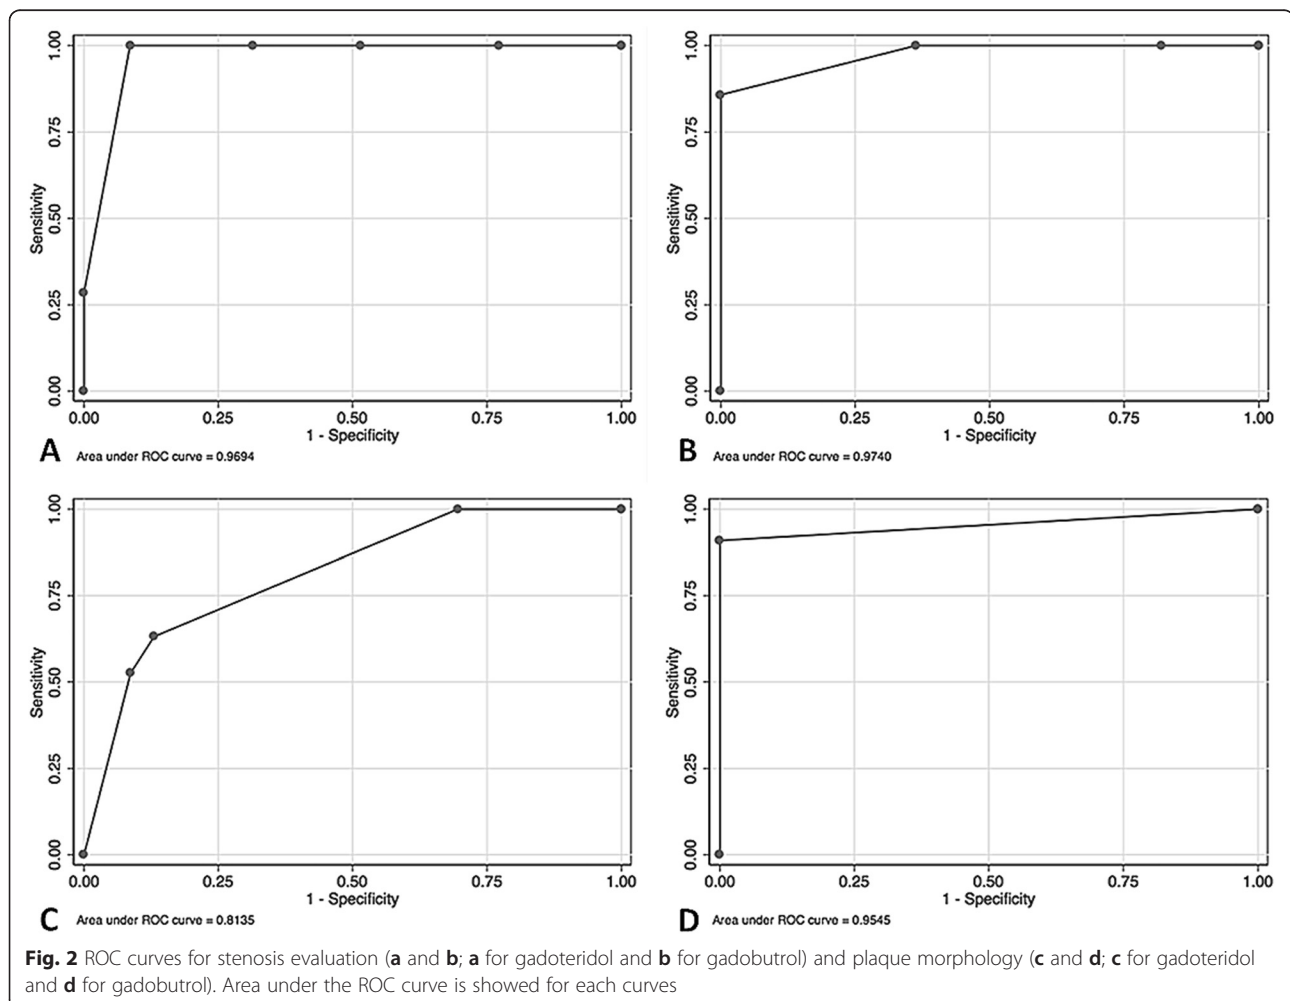 1.00
0.75
0.50
0.25
0.00
Sensitivity
0.00 0.25 0.50 0.75 1.00
1 - Specificity
A Area under ROC curve = 0.9694
1.00
0.75
0.50
0.25
0.00
Sensitivity
0.00 0.25 0.50 0.75 1.00
1 - Specificity
B Area under ROC curve = 0.9740
1.00
0.75
0.50
0.25
0.00
Sensitivity
0.00 0.25 0.50 0.75 1.00
1 - Specificity
C Area under ROC curve = 0.8135
1.00
0.75
0.50
0.25
0.00
Sensitivity
0.00 0.25 0.50 0.75 1.00
1 - Specificity
D Area under ROC curve = 0.9545
Fig. 2 ROC curves for stenosis evaluation (a and b; a for gadoteridol and b for gadobutrol) and plaque morphology (c and d; c for gadoteridol
and d for gadobutrol). Area under the ROC curve is showed for each curves